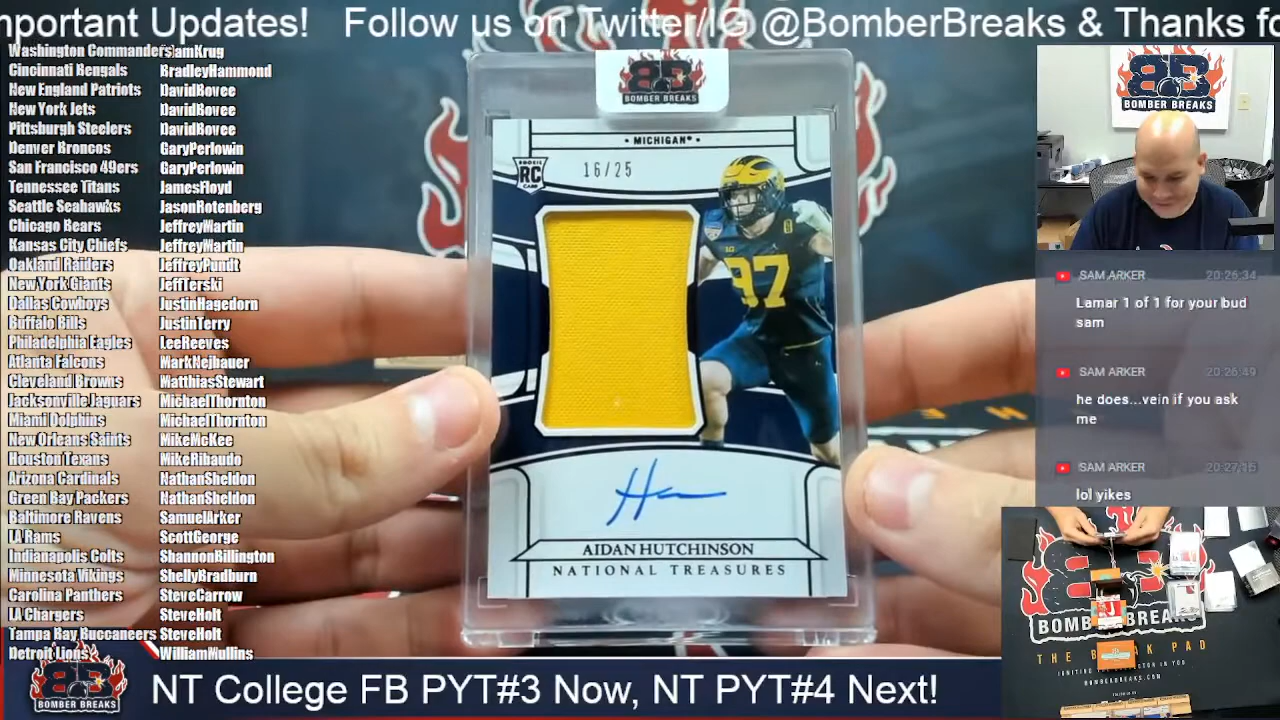 mportant Updates! Follow us on Twitter/IG @BomberBreaks & Thanks fo
Washington Commanders SamKrug
Cincinnati Bengals BradleyHammond
New England Patriots DavidBovee
New York Jets DavidBovee
Pittsburgh Steelers DavidBovee
Denver Broncos GaryPerlowin
San Francisco 49ers GaryPerlowin
Tennessee Titans JamesFloyd
Seattle Seahawks JasonRotenberg
Chicago Bears JeffreyWartin
Kansas City Chiefs JeffreyWartin
Oakland Raiders JeffreyPundt
New York Giants JeffTerski
Dallas Cowboys JustinHagedorn
Buffalo Bills JustinTerry
Philadelphia Eagles LeeReeves
Atlanta Falcons MarkNejbauer
Cleveland Browns MatthiasStewart
Jacksonville Jaguars MichaelThornton
Miami Dolphins MichaelThornton
New Orleans Saints MikeMcKee
Houston Texans MikeRibaudo
Arizona Cardinals NathanSheldon
Green Bay Packers NathanSheldon
Baltimore Ravens SamuelArker
LA Rams ScottGeorge
Indianapolis Colts ShannonBillington
Minnesota Vikings ShellyBradburn
Carolina Panthers SteveCarrow
LA Chargers SteveHolt
Tampa Bay Buccaneers SteveHolt
Detroit Lions WilliamMullins
BOMBER BREAKS
• MICHIGAN® •
ROOKIE
RC
CARD
16/25
97
AIDAN HUTCHINSON
NATIONAL TREASURES
BOMBER BREAKS
SAM ARKER 20:26:34
Lamar 1 of 1 for your bud
sam
SAM ARKER 20:26:49
he does...vein if you ask
me
SAM ARKER 20:27:15
lol yikes
BOMBER BREAKS
THE BREAK PAD
BOMBERBREAKS.COM
BOMBER BREAKS
NT College FB PYT#3 Now, NT PYT#4 Next!